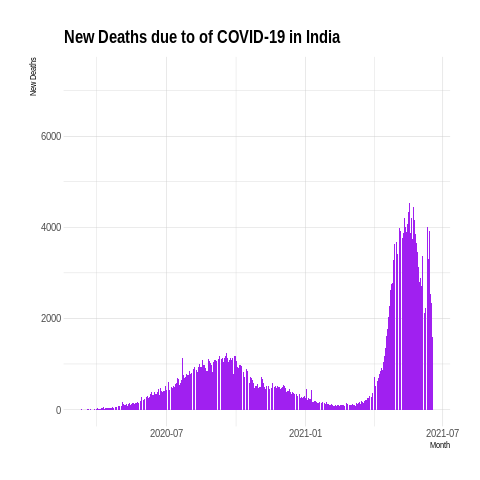 New Deaths due to of COVID-19 in India
New Deaths
6000
4000
2000
0
2020-07
2021-01
2021-07
Month